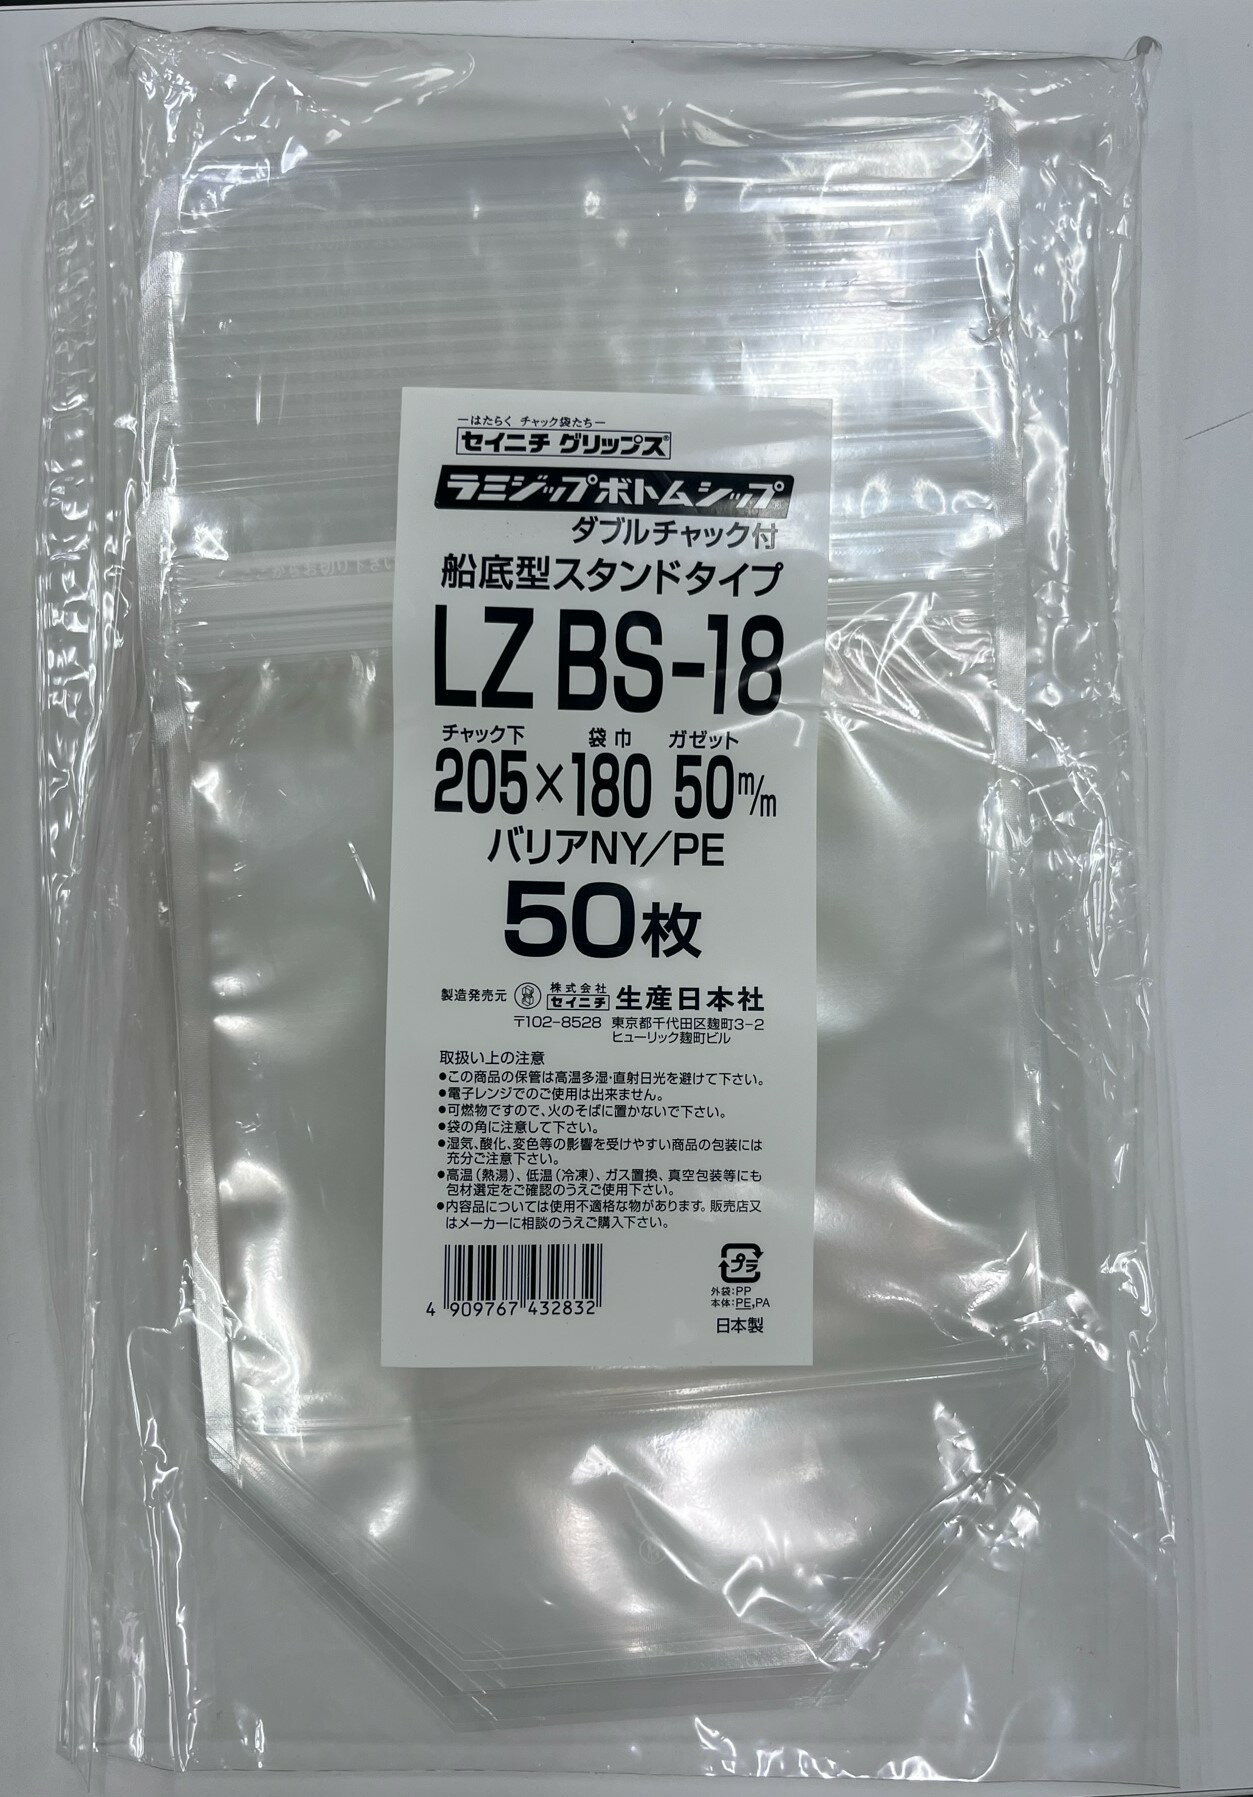 ーはたらく チャック袋たちー
セイニチ グリップス®
ラミジップボトムシップ
ダブルチャック付
船底型スタンドタイプ
LZ BS-18
チャック下 袋巾 ガゼット
205×180 50m/m
バリアNY／PE
50枚
製造発売元 株式会社セイニチ 生産日本社
〒102-8528 東京都千代田区麹町3-2
ヒューリック麹町ビル
取扱い上の注意
●この商品の保管は高温多湿・直射日光を避けて下さい。
●電子レンジでのご使用は出来ません。
●可燃物ですので、火のそばに置かないで下さい。
●袋の角に注意して下さい。
●湿気、酸化、変色等の影響を受けやすい商品の包装には
充分ご注意下さい。
●高温（熱湯）、低温（冷凍）、ガス置換、真空包装等にも
包材選定をご確認のうえご使用下さい。
●内容品については使用不適格な物があります。販売店又
はメーカーに相談のうえご購入下さい。
4 909767 432832
プラ
外袋：PP
本体：PE,PA
日本製